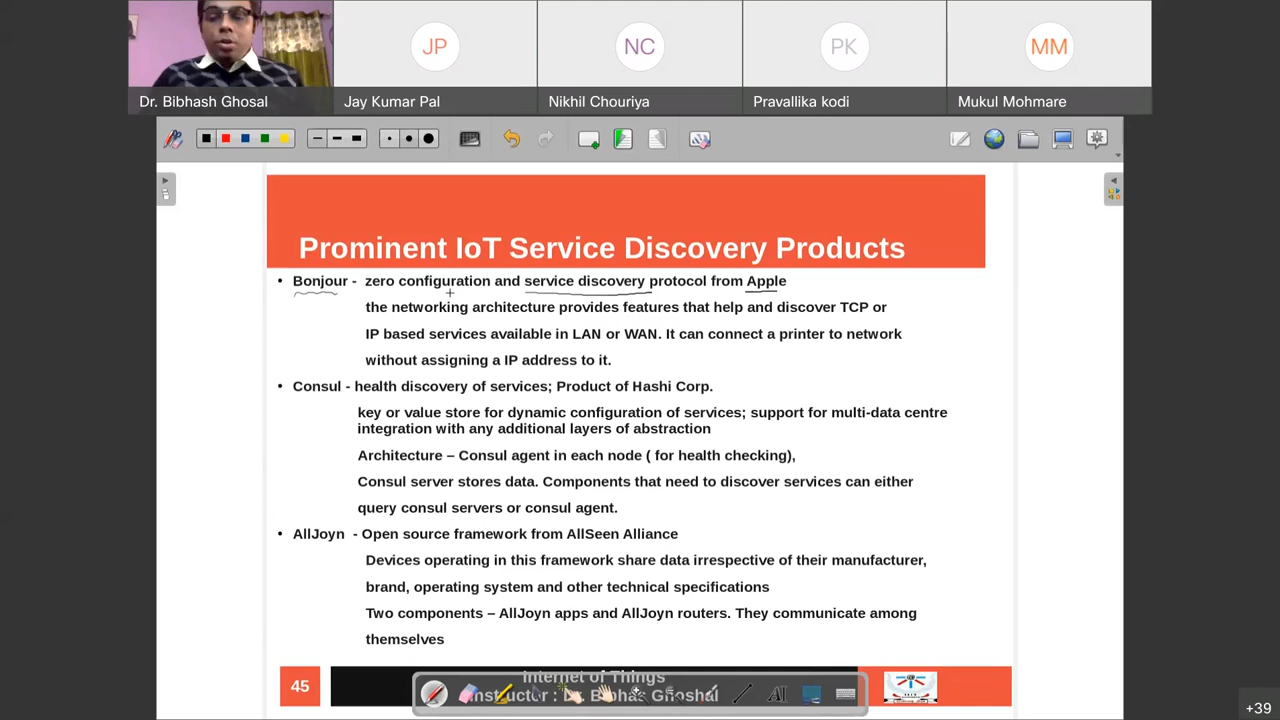 JP
NC
PK
MM
Dr. Bibhash Ghosal
Jay Kumar Pal
Nikhil Chouriya
Pravallika kodi
Mukul Mohmare
Prominent IoT Service Discovery Products
• Bonjour - zero configuration and service discovery protocol from Apple
the networking architecture provides features that help and discover TCP or
IP based services available in LAN or WAN. It can connect a printer to network
without assigning a IP address to it.
• Consul - health discovery of services; Product of Hashi Corp.
key or value store for dynamic configuration of services; support for multi-data centre
integration with any additional layers of abstraction
Architecture – Consul agent in each node ( for health checking),
Consul server stores data. Components that need to discover services can either
query consul servers or consul agent.
• AllJoyn - Open source framework from AllSeen Alliance
Devices operating in this framework share data irrespective of their manufacturer,
brand, operating system and other technical specifications
Two components – AllJoyn apps and AllJoyn routers. They communicate among
themselves
45
Internet of Things
Instructor : Dr. Bibhas Ghoshal
AI
+39